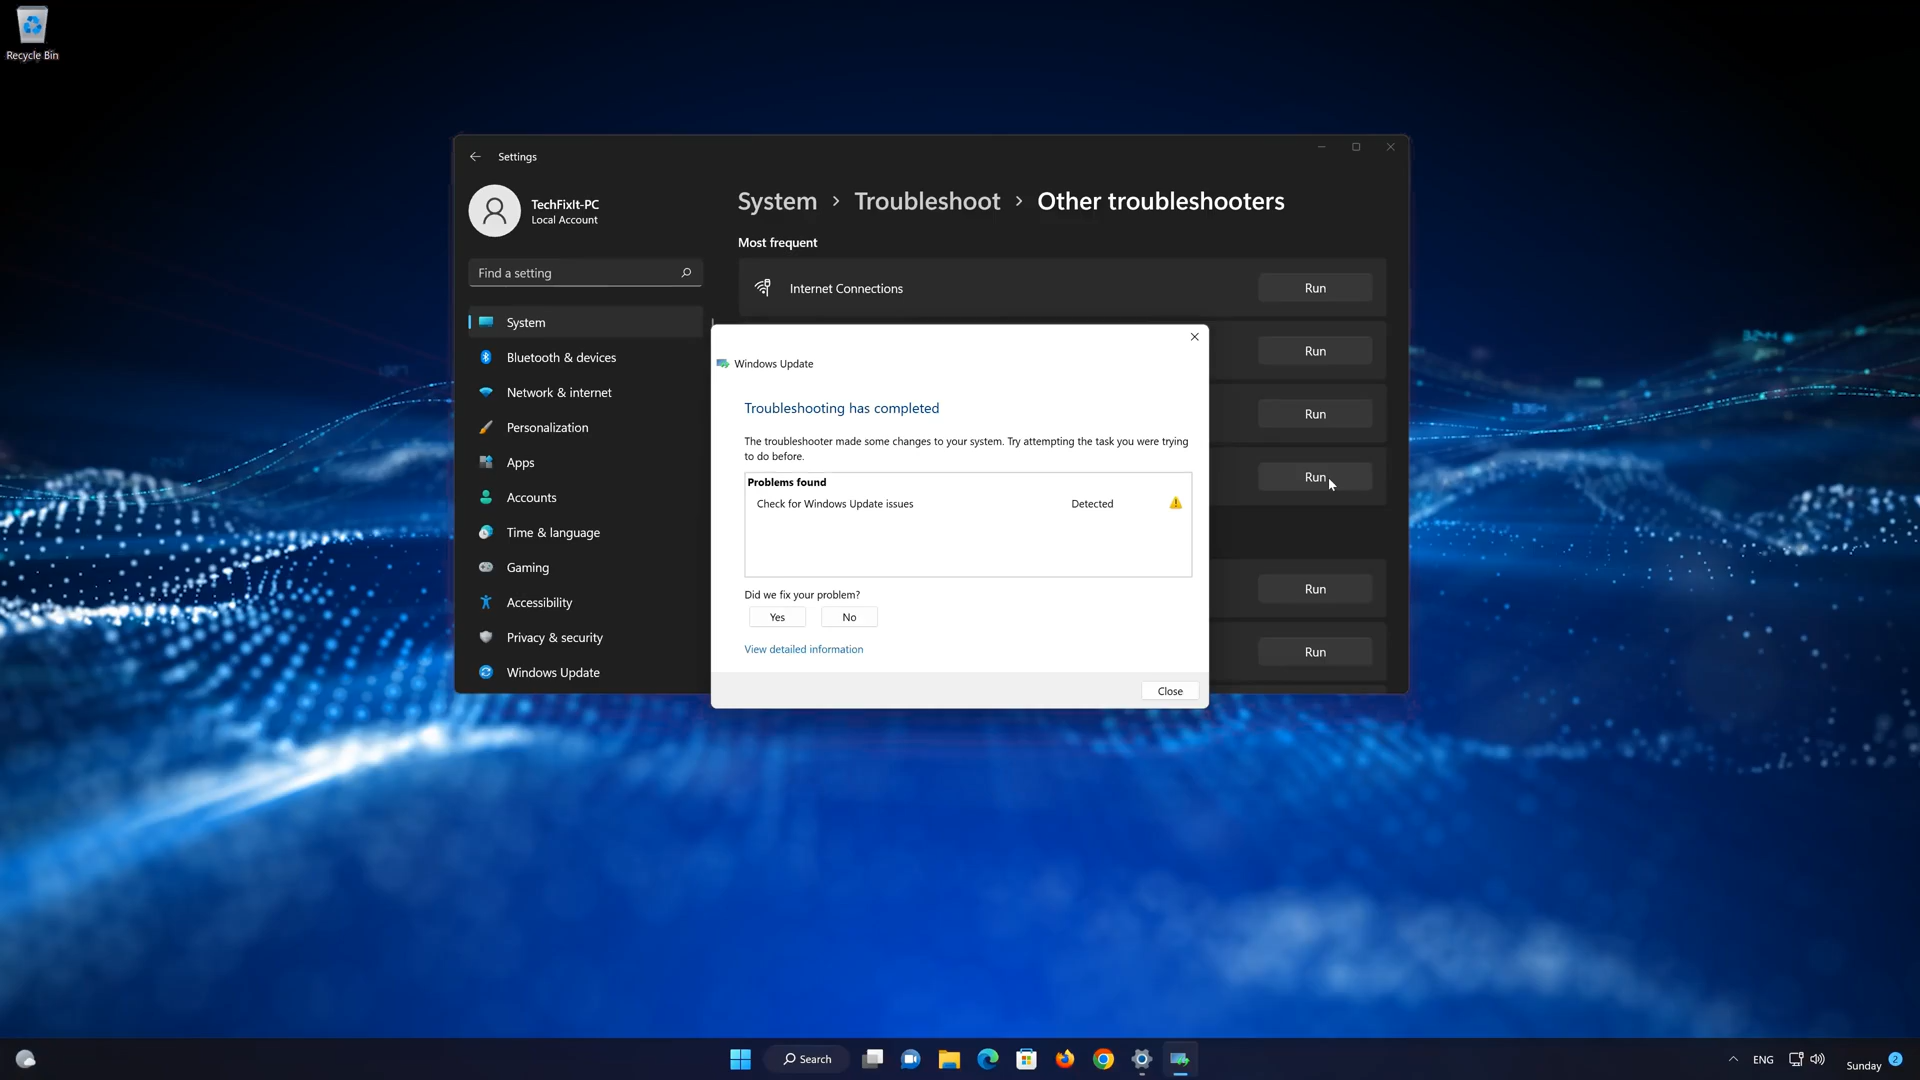 Recycle Bin
Settings
TechFixIt-PC
Local Account
Find a setting
System
Bluetooth & devices
Network & internet
Personalization
Apps
Accounts
Time & language
Gaming
Accessibility
Privacy & security
Windows Update
System › Troubleshoot › Other troubleshooters
Most frequent
Internet Connections
Run
Run
Run
Run
Run
Run
Windows Update
Troubleshooting has completed
The troubleshooter made some changes to your system. Try attempting the task you were trying
to do before.
Problems found
Check for Windows Update issues Detected
Did we fix your problem?
Yes No
View detailed information
Close
Search
ENG
Sunday 2